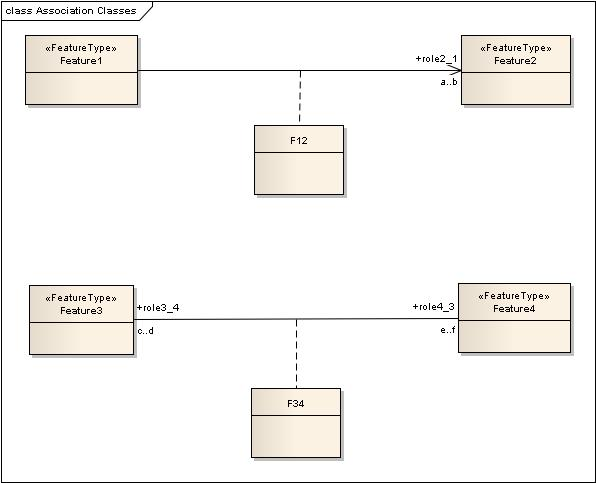 class Association Classes
«FeatureType»
Feature1
+role2_1
a..b
«FeatureType»
Feature2
F12
«FeatureType»
Feature3
+role3_4
c..d
+role4_3
e..f
«FeatureType»
Feature4
F34